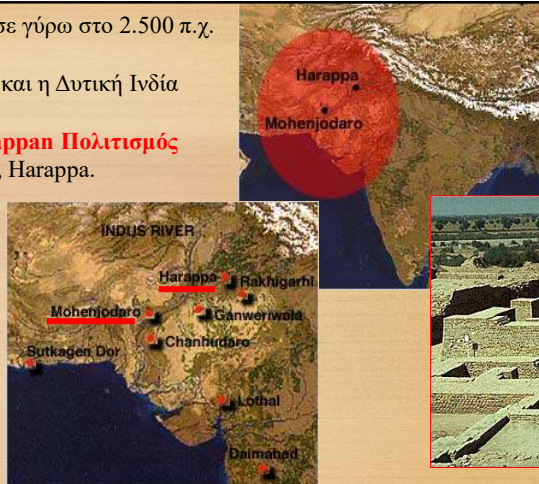 σε γύρω στο 2.500 π.χ.
και η Δυτική Ινδία
appan Πολιτισμός
, Harappa.
Harappa
Mohenjodaro
INDUS RIVER
Harappa
Rakhigarhi
Mohenjodaro
Ganweriwala
Chanhudaro
Sutkagen Dor
Lothal
Daimabad